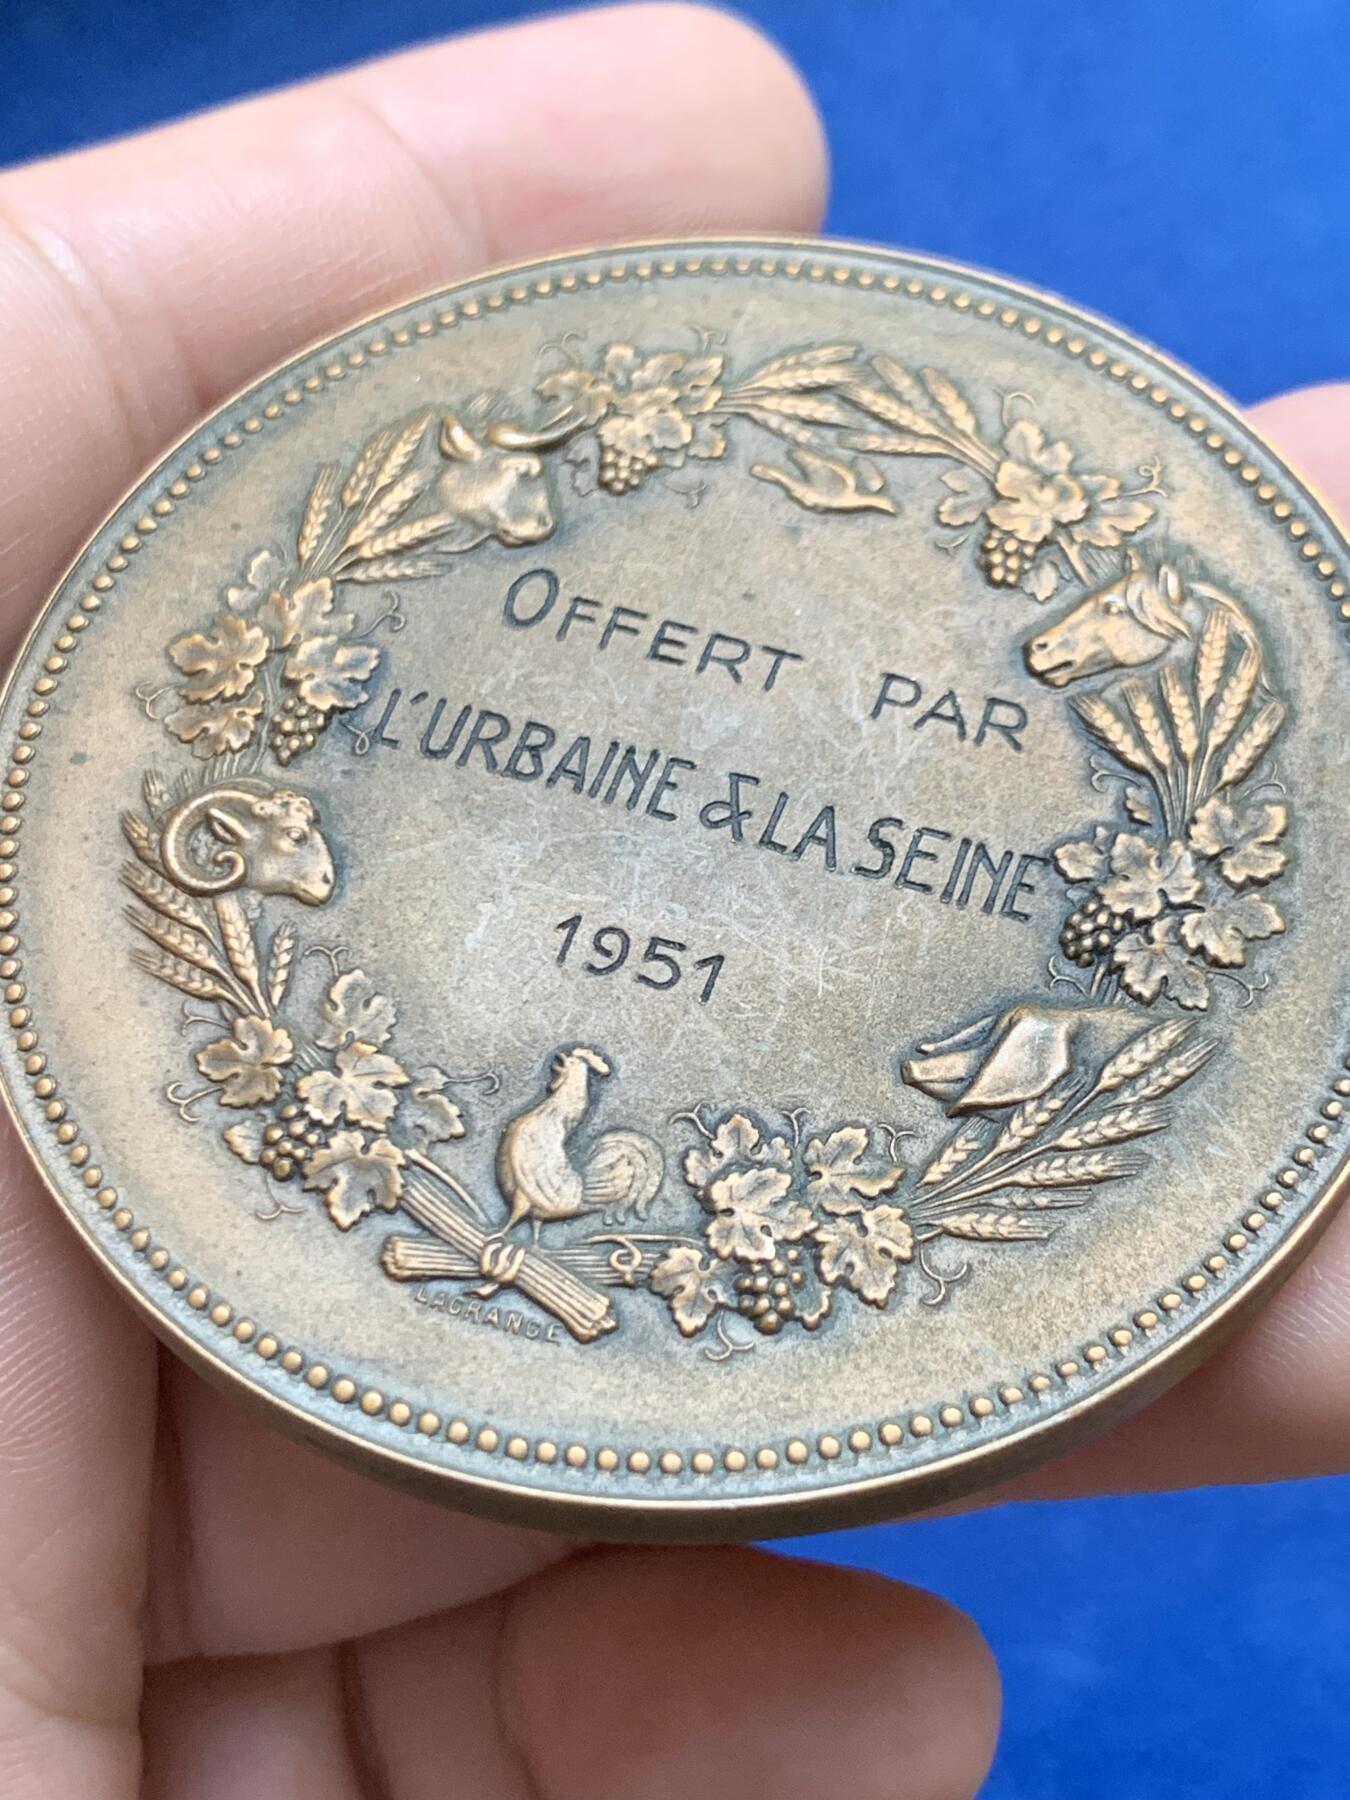 OFFERT PAR
L'URBAINE & LA SEINE
1951
LAGRANGE